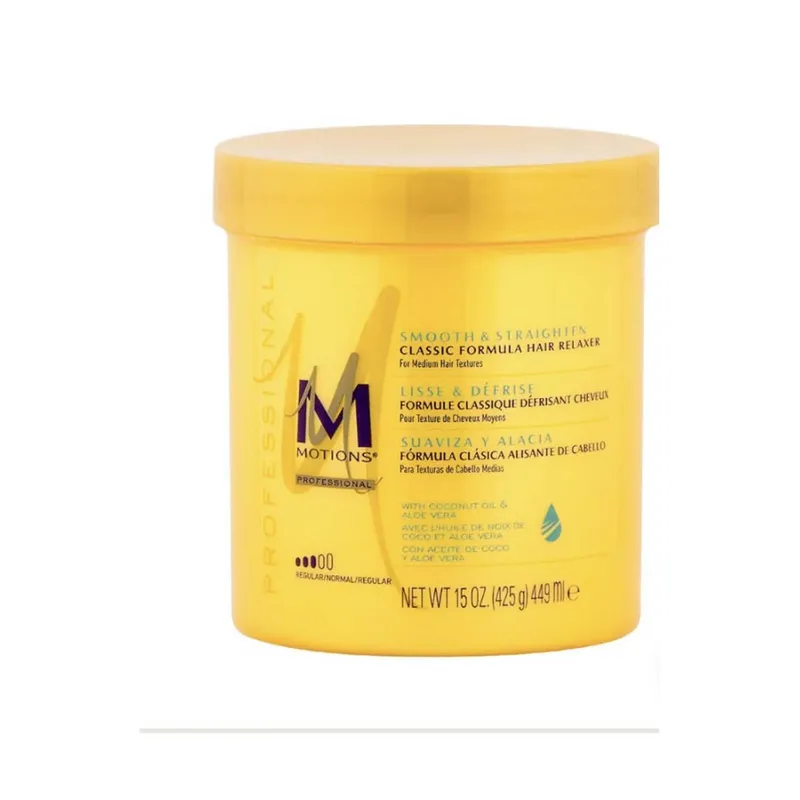 PROFESSIONAL
M
MOTIONS®
PROFESSIONAL
SMOOTH & STRAIGHTEN
CLASSIC FORMULA HAIR RELAXER
For Medium Hair Textures
LISSE & DÉFRISE
FORMULE CLASSIQUE DÉFRISANT CHEVEUX
Pour Texture de Cheveux Moyens
SUAVIZA Y ALACIA
FÓRMULA CLÁSICA ALISANTE DE CABELLO
Para Texturas de Cabello Medias
WITH COCONUT OIL &
ALOE VERA
AVEC L'HUILE DE NOIX DE
COCO ET ALOE VERA
CON ACEITE DE COCO
Y ALOE VERA
REGULAR/NORMAL/REGULAR
NET WT 15 OZ. (425 g) 449 ml e